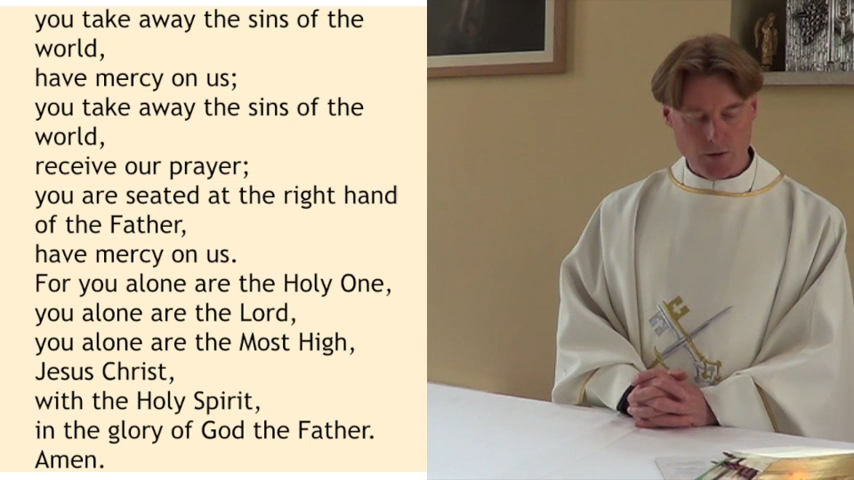 you take away the sins of the
world,
have mercy on us;
you take away the sins of the
world,
receive our prayer;
you are seated at the right hand
of the Father,
have mercy on us.
For you alone are the Holy One,
you alone are the Lord,
you alone are the Most High,
Jesus Christ,
with the Holy Spirit,
in the glory of God the Father.
Amen.